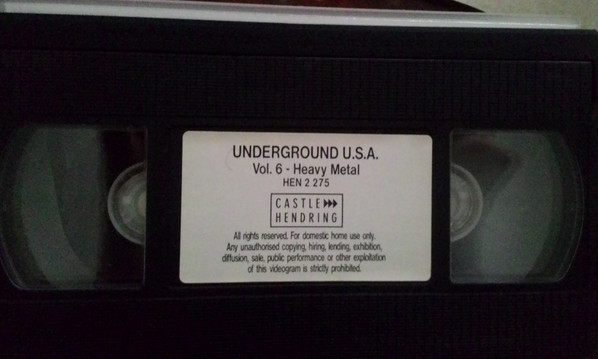 UNDERGROUND U.S.A.
Vol. 6 - Heavy Metal
HEN 2 275
CASTLE
HENDRING
All rights reserved. For domestic home use only.
Any unauthorised copying, hiring, lending, exhibition,
diffusion, sale, public performance or other exploitation
of this videogram is strictly prohibited.